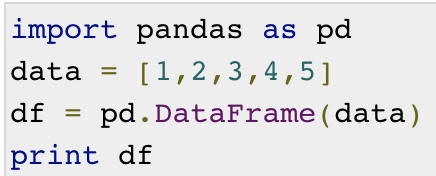 import pandas as pd
data = [1,2,3,4,5]
df = pd.DataFrame(data)
print df